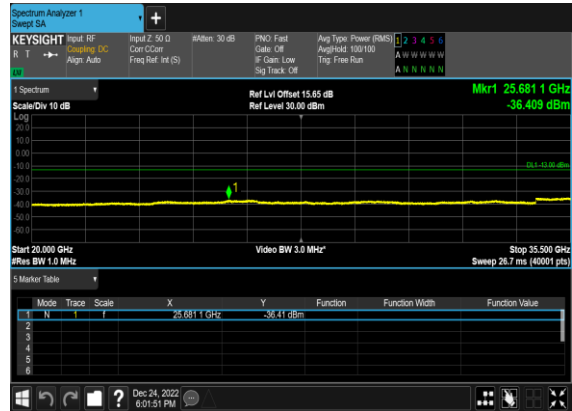 Spectrum Analyzer 1
Swept SA
+
KEYSIGHT Input: RF Input Z: 50 Ω #Atten: 30 dB PNO: Fast Avg Type: Power (RMS) 1 2 3 4 5 6
R T Coupling: DC Corr CCorr Gate: Off Avg|Hold: 100/100 A W W W W W
Align: Auto Freq Ref: Int (S) IF Gain: Low Trig: Free Run
Sig Track: Off A N N N N N
1 Spectrum
Ref Lvl Offset 15.65 dB Mkr1 25.681 1 GHz
Scale/Div 10 dB Ref Level 30.00 dBm -36.409 dBm
Log
20.0
10.0
0.00
-10.0
DL1 -13.00 dBm
-20.0
-30.0
1
-40.0
-50.0
-60.0
Start 20.000 GHz Video BW 3.0 MHz* Stop 35.500 GHz
#Res BW 1.0 MHz Sweep 26.7 ms (40001 pts)
5 Marker Table
Mode Trace Scale X Y Function Function Width Function Value
1 N 1 f 25.681 1 GHz -36.41 dBm
2
3
4
5
6
? Dec 24, 2022
6:01:51 PM